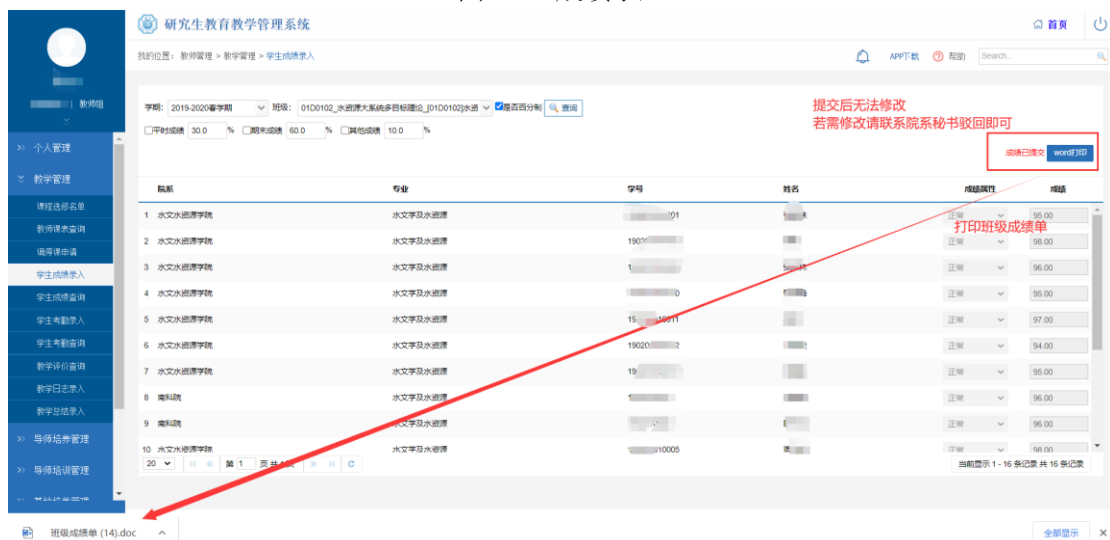 研究生教育教学管理系统
首页
我的位置： 教师管理 > 教学管理 > 学生成绩录入
APP下载 帮助 Search...
教师组
学期： 2019-2020春学期 班级： 01D0102_水资源大系统多目标理论_[01D0102]水资 是否百分制 查询
平时成绩 30.0 % 期末成绩 60.0 % 其他成绩 10.0 %
提交后无法修改
若需修改请联系院系秘书驳回即可
成绩已提交 word打印
个人管理
教学管理
课程选修名单
教师课表查询
调停课申请
学生成绩录入
学生成绩查询
学生考勤录入
学生考勤查询
教学评价查询
教学日志录入
教学总结录入
导师培养管理
导师培训管理
院系 专业 学号 姓名 成绩属性 成绩
1 水文水资源学院 水文学及水资源 01 正常 95.00
打印班级成绩单
2 水文水资源学院 水文学及水资源 正常 98.00
3 水文水资源学院 水文学及水资源 正常 96.00
4 水文水资源学院 水文学及水资源 正常 95.00
5 水文水资源学院 水文学及水资源 正常 97.00
6 水文水资源学院 水文学及水资源 19020 2 正常 94.00
7 水文水资源学院 水文学及水资源 正常 95.00
8 南科院 水文学及水资源 正常 96.00
9 南科院 水文学及水资源 正常 96.00
10 水文水资源学院 水文学及水资源 0005 正常 98.00
20 第 1 页 当前显示 1 - 16 条记录 共 16 条记录
班级成绩单 (14).doc 全部显示